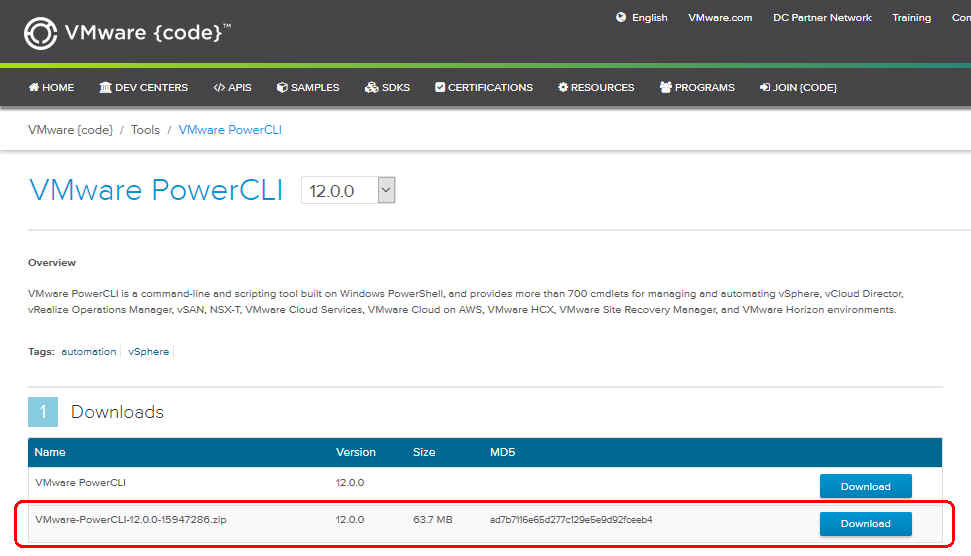 VMware {code}™
English VMware.com DC Partner Network Training Con
HOME DEV CENTERS </> APIS SAMPLES SDKS CERTIFICATIONS RESOURCES PROGRAMS JOIN {CODE}
VMware {code} / Tools / VMware PowerCLI
VMware PowerCLI 12.0.0
Overview
VMware PowerCLI is a command-line and scripting tool built on Windows PowerShell, and provides more than 700 cmdlets for managing and automating vSphere, vCloud Director,
vRealize Operations Manager, vSAN, NSX-T, VMware Cloud Services, VMware Cloud on AWS, VMware HCX, VMware Site Recovery Manager, and VMware Horizon environments.
Tags: automation vSphere
1 Downloads
Name Version Size MD5
VMware PowerCLI 12.0.0 Download
VMware-PowerCLI-12.0.0-15947286.zip 12.0.0 63.7 MB ad7b7116e65d277c129e5e9d92fceeb4 Download